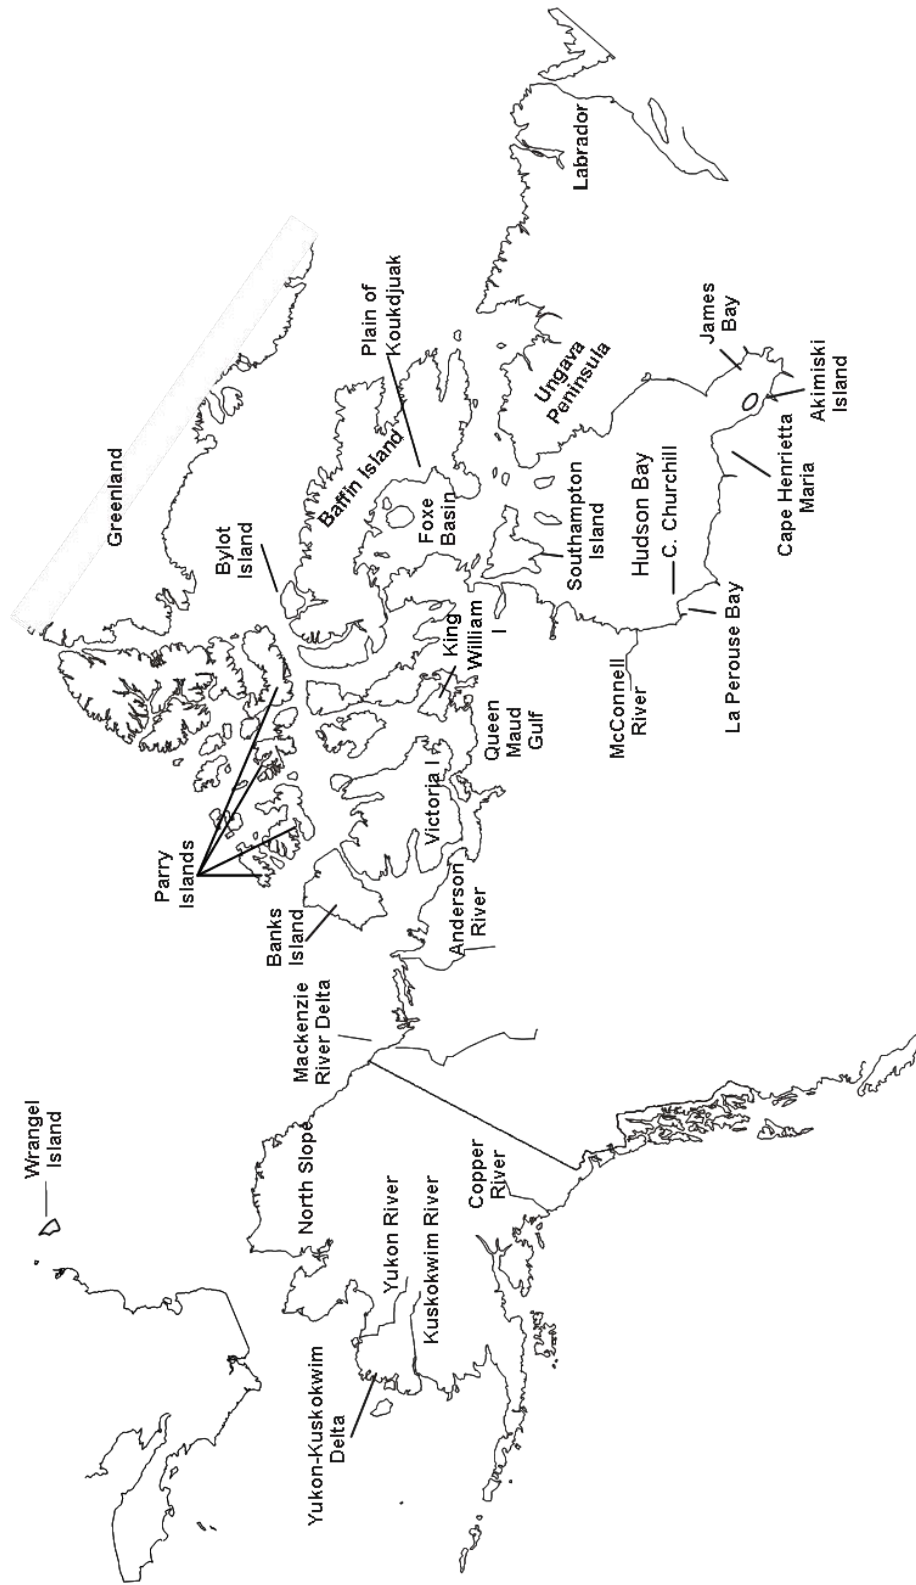 Wrangel
Island
Greenland
Parry
Islands
Bylot
Island
Banks
Island
Baffin Island
Plain of
Koukdjuak
Mackenzie
River Delta
North Slope
Victoria I
King
William
I
Foxe
Basin
Yukon-Kuskokwim
Delta
Yukon River
Kuskokwim River
Copper
River
Anderson
River
Queen
Maud
Gulf
Southampton
Island
Ungava
Peninsula
Labrador
McConnell
River
Hudson Bay
C. Churchill
La Perouse Bay
James
Bay
Cape Henrietta
Maria
Akimiski
Island